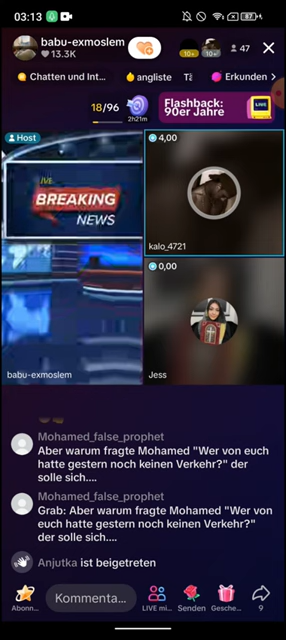 03:13
babu-exmoslem
13.3K
10+
10+
47
Chatten und Int...
angliste
Erkunden
18/96
2h21m
Flashback:
90er Jahre
LIVE
Host
4,00
LIVE
BREAKING
NEWS
kalo_4721
0,00
babu-exmoslem
Jess
Mohamed_false_prophet
Aber warum fragte Mohamed "Wer von euch
hatte gestern noch keinen Verkehr?" der
solle sich....
Mohamed_false_prophet
Grab: Aber warum fragte Mohamed "Wer von
euch hatte gestern noch keinen Verkehr?"
der solle sich....
Anjutka ist beigetreten
Abonn...
Kommenta...
LIVE mi...
Senden
Gesche...
9